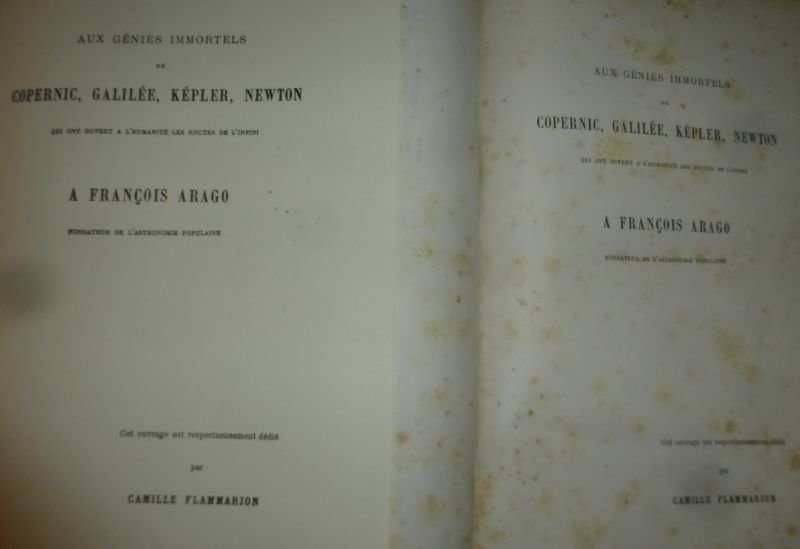 AUX GÉNIES IMMORTELS
DE
COPERNIC, GALILÉE, KÉPLER, NEWTON
QUI ONT OUVERT A L'HUMANITÉ LES ROUTES DE L'INFINI
A FRANÇOIS ARAGO
FONDATEUR DE L'ASTRONOMIE POPULAIRE
Cet ouvrage est respectueusement dédié
par
CAMILLE FLAMMARION
AUX GÉNIES IMMORTELS
DE
COPERNIC, GALILÉE, KÉPLER, NEWTON
QUI ONT OUVERT A L'HUMANITÉ LES ROUTES DE L'INFINI
A FRANÇOIS ARAGO
FONDATEUR DE L'ASTRONOMIE POPULAIRE
Cet ouvrage est respectueusement dédié
par
CAMILLE FLAMMARION